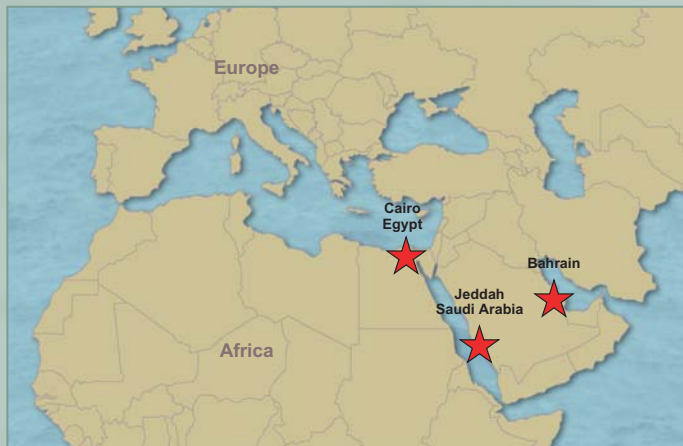 Europe
Cairo
Egypt
Bahrain
Jeddah
Saudi Arabia
Africa